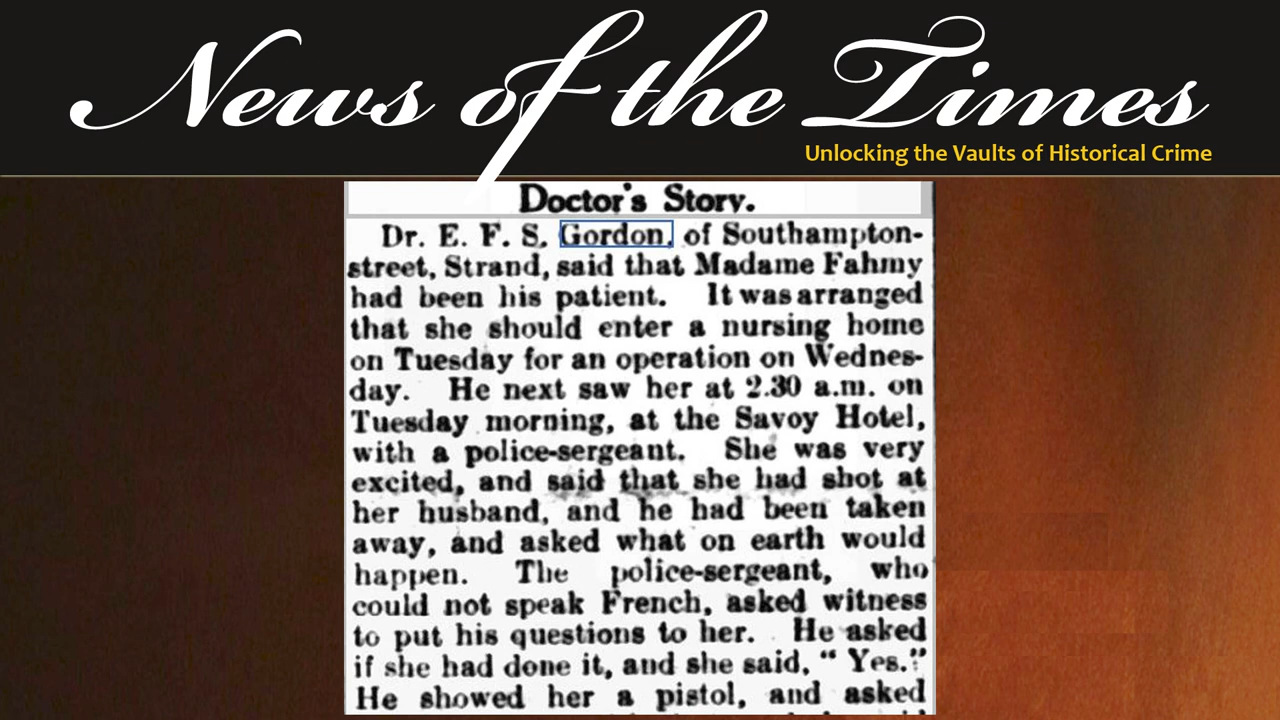 News of the Times
Unlocking the Vaults of Historical Crime
Doctor's Story.
Dr. E. F. S. Gordon, of Southampton-
street, Strand, said that Madame Fahmy
had been his patient. It was arranged
that she should enter a nursing home
on Tuesday for an operation on Wednes-
day. He next saw her at 2.30 a.m. on
Tuesday morning, at the Savoy Hotel,
with a police-sergeant. She was very
excited, and said that she had shot at
her husband, and he had been taken
away, and asked what on earth would
happen. The police-sergeant, who
could not speak French, asked witness
to put his questions to her. He asked
if she had done it, and she said, “ Yes.”
He showed her a pistol, and asked